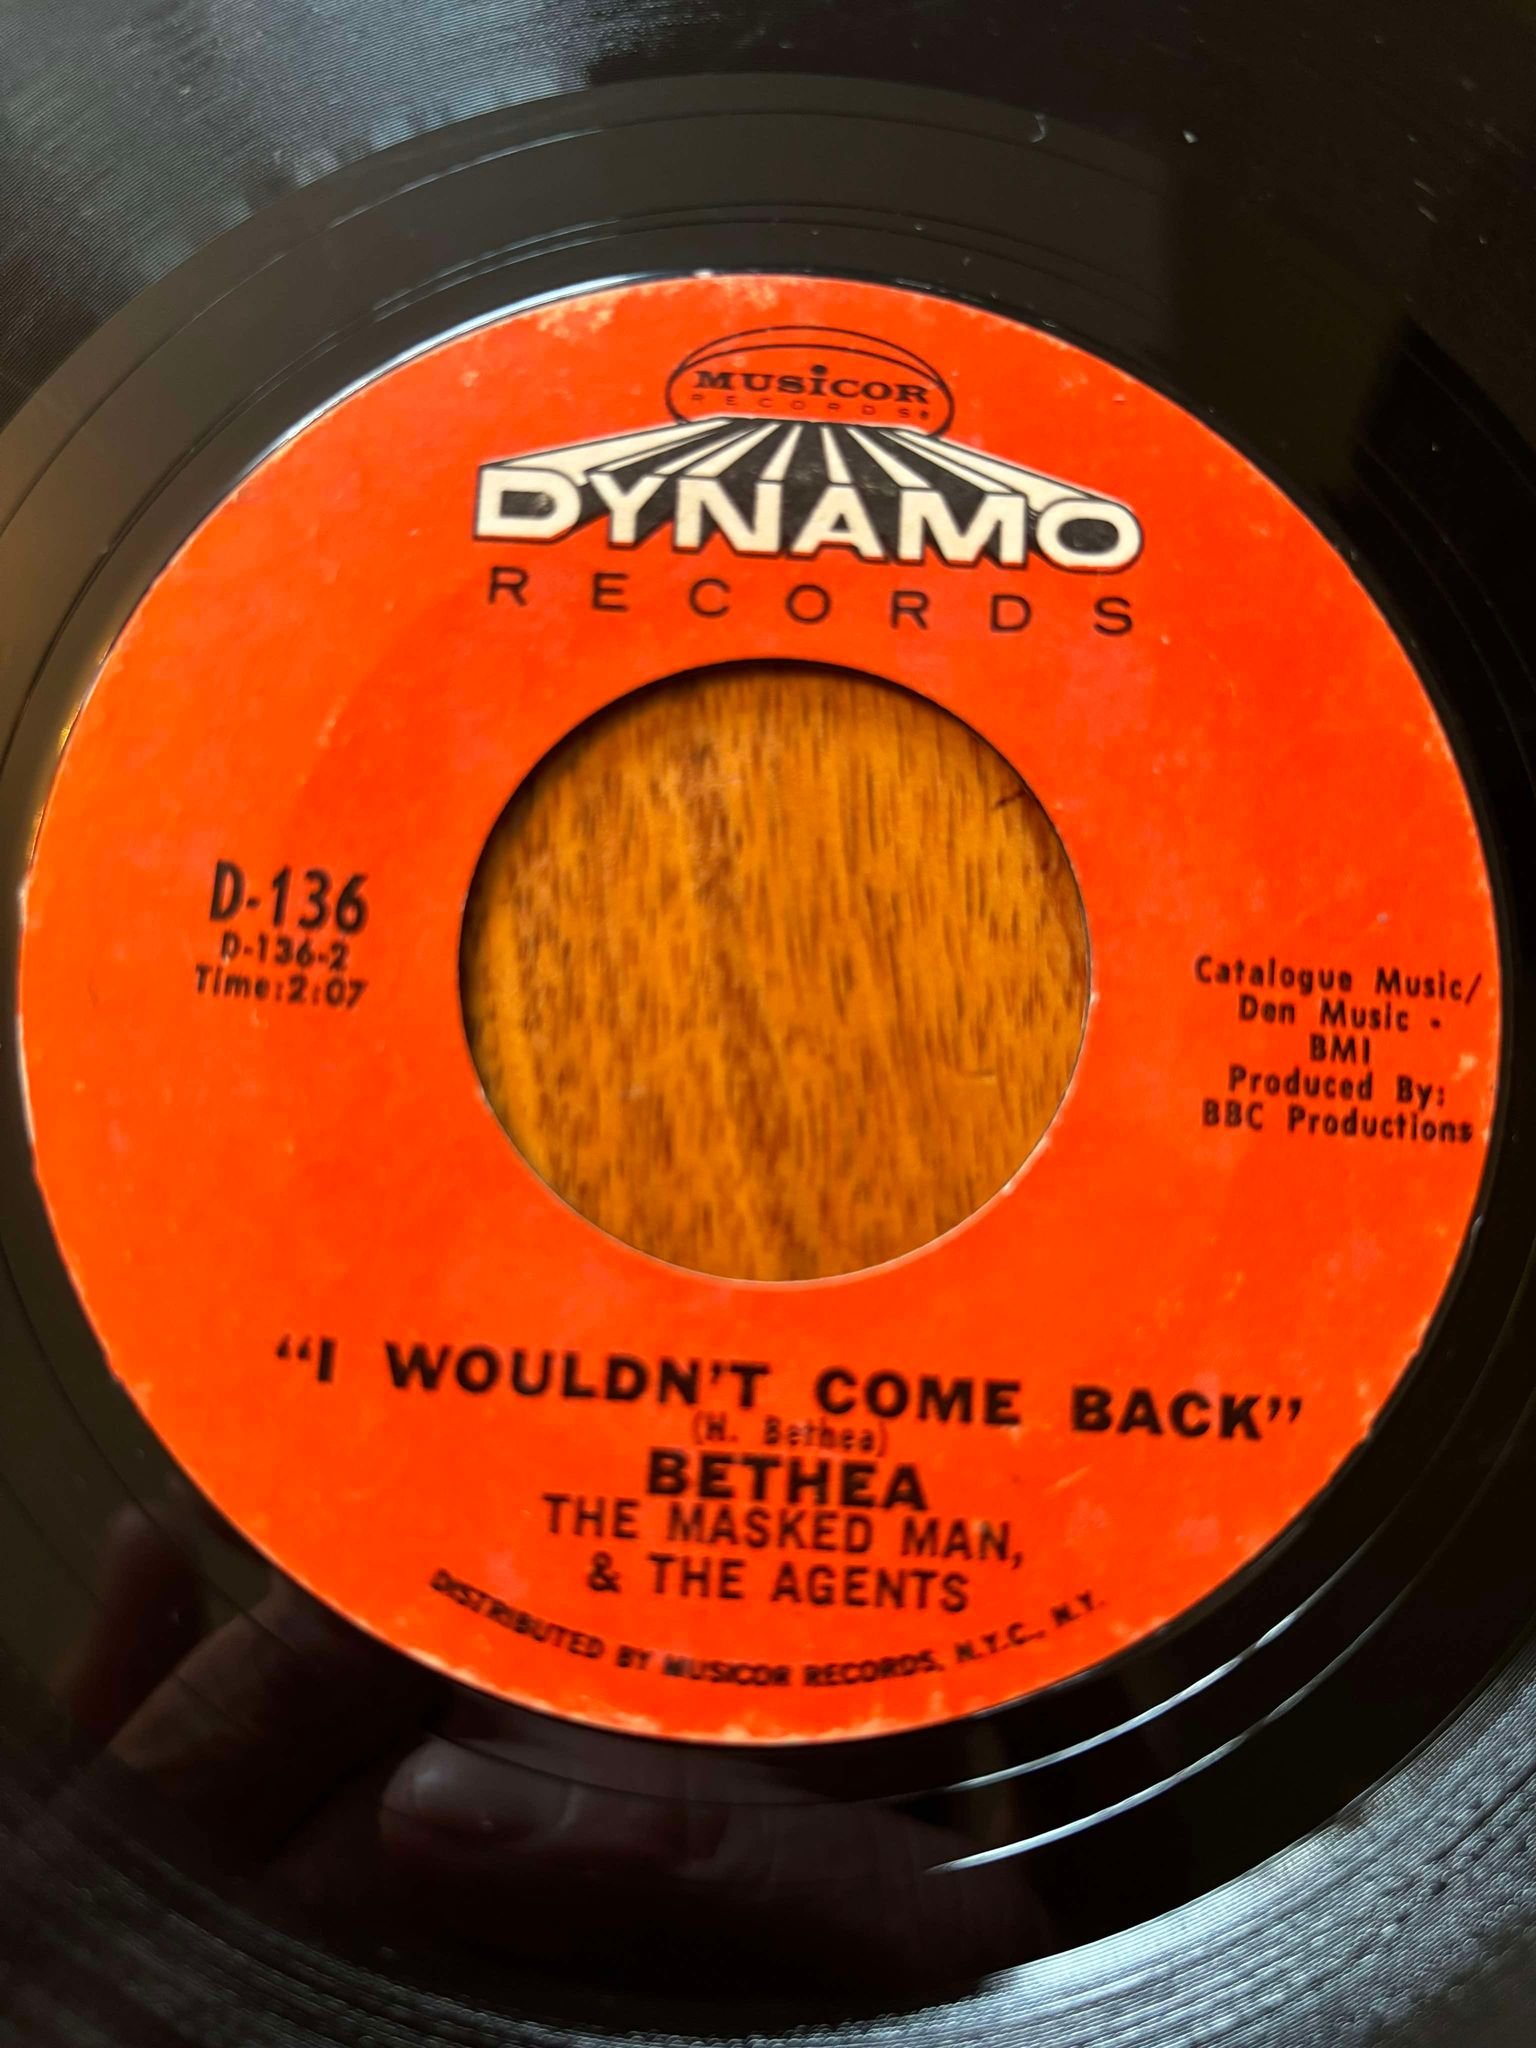 MUSICOR
RECORDS®
DYNAMO
RECORDS
D-136
D-136-2
Time:2:07
Catalogue Music/
Den Music -
BMI
Produced By:
BBC Productions
"I WOULDN'T COME BACK"
(H. Bethea)
BETHEA
THE MASKED MAN,
& THE AGENTS
DISTRIBUTED BY MUSICOR RECORDS, N.Y.C., N.Y.